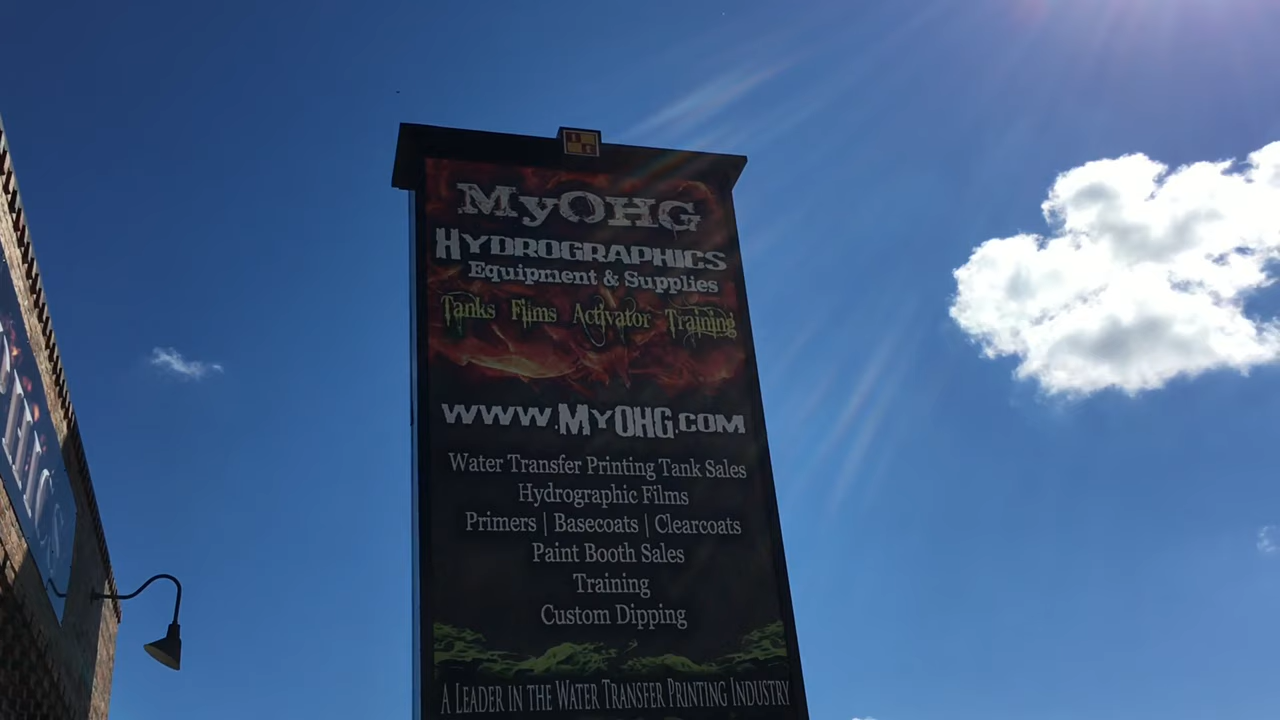 MyOHG
Hydrographics
Equipment & Supplies
Tanks Films Activator Training
www.MyOHG.com
Water Transfer Printing Tank Sales
Hydrographic Films
Primers | Basecoats | Clearcoats
Paint Booth Sales
Training
Custom Dipping
A Leader in the Water Transfer Printing Industry